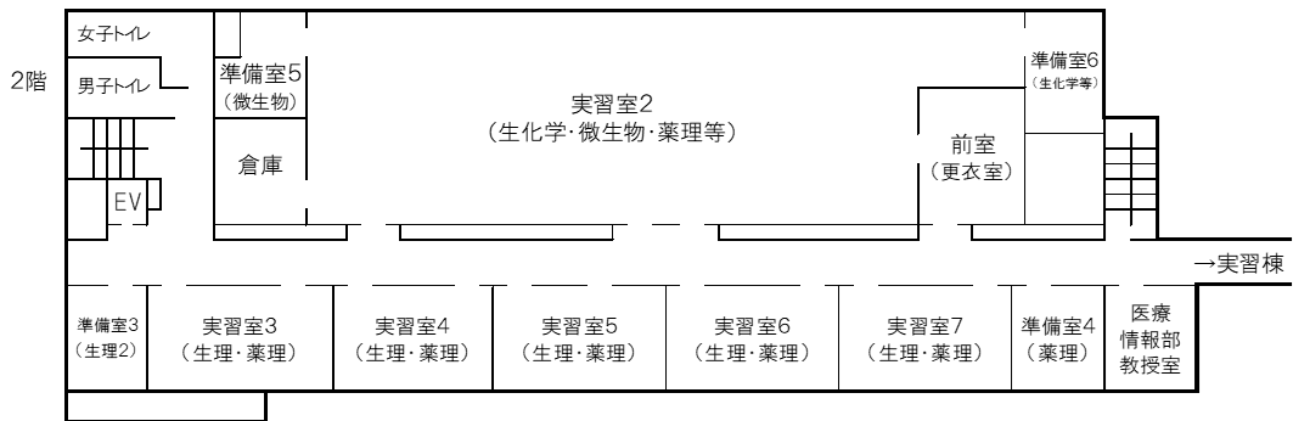 2階
女子トイレ
男子トイレ
EV
準備室5
(微生物)
倉庫
実習室2
(生化学・微生物・薬理等)
前室
(更衣室)
準備室6
(生化学等)
→実習棟
準備室3
(生理2)
実習室3
(生理・薬理)
実習室4
(生理・薬理)
実習室5
(生理・薬理)
実習室6
(生理・薬理)
実習室7
(生理・薬理)
準備室4
(薬理)
医療
情報部
教授室